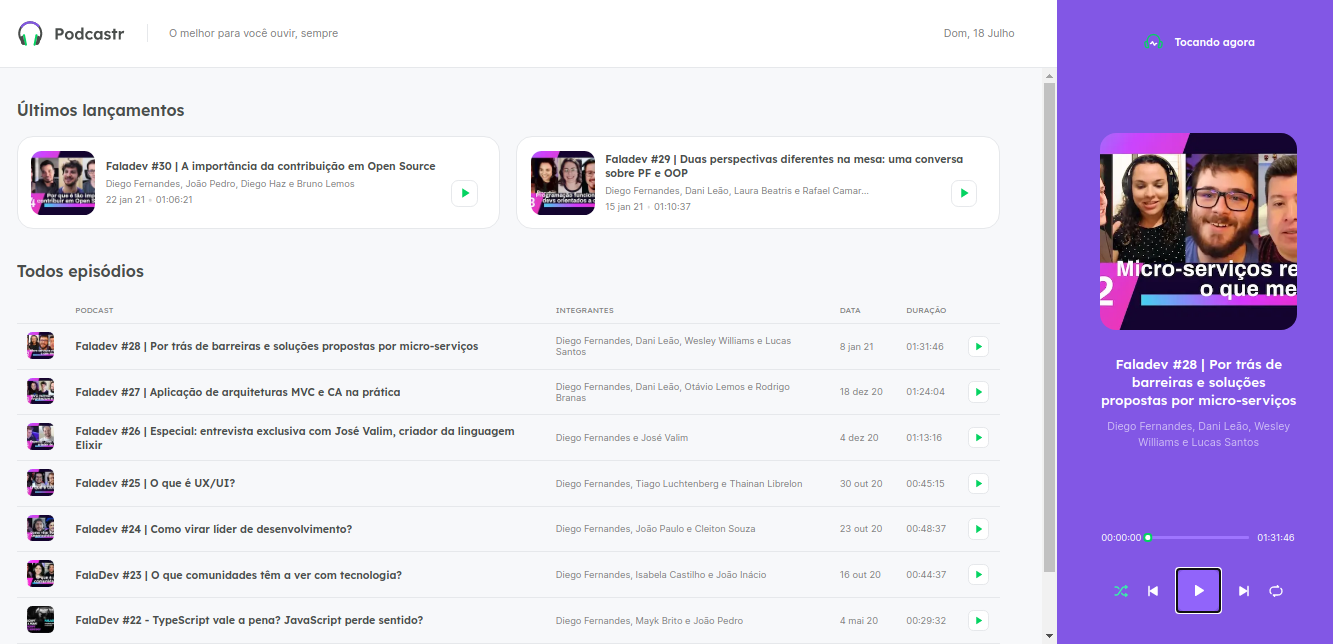 Podcastr
O melhor para você ouvir, sempre
Dom, 18 Julho
Últimos lançamentos
Faladev #30 | A importância da contribuição em Open Source
Diego Fernandes, João Pedro, Diego Haz e Bruno Lemos
22 jan 21 • 01:06:21
Faladev #29 | Duas perspectivas diferentes na mesa: uma conversa
sobre PF e OOP
Diego Fernandes, Dani Leão, Laura Beatris e Rafael Camar...
15 jan 21 • 01:10:37
Todos episódios
PODCAST INTEGRANTES DATA DURAÇÃO
Faladev #28 | Por trás de barreiras e soluções propostas por micro-serviços
Diego Fernandes, Dani Leão, Wesley Williams e Lucas
Santos
8 jan 21
01:31:46
Faladev #27 | Aplicação de arquiteturas MVC e CA na prática
Diego Fernandes, Dani Leão, Otávio Lemos e Rodrigo
Branas
18 dez 20
01:24:04
Faladev #26 | Especial: entrevista exclusiva com José Valim, criador da linguagem
Elixir
Diego Fernandes e José Valim
4 dez 20
01:13:16
Faladev #25 | O que é UX/UI?
Diego Fernandes, Tiago Luchtenberg e Thainan Librelon
30 out 20
00:45:15
Faladev #24 | Como virar líder de desenvolvimento?
Diego Fernandes, João Paulo e Cleiton Souza
23 out 20
00:48:37
FalaDev #23 | O que comunidades têm a ver com tecnologia?
Diego Fernandes, Isabela Castilho e João Inácio
16 out 20
00:44:37
FalaDev #22 - TypeScript vale a pena? JavaScript perde sentido?
Diego Fernandes, Mayk Brito e João Pedro
4 mai 20
00:29:32
Tocando agora
Micro-serviços re
2 o que me
Faladev #28 | Por trás de
barreiras e soluções
propostas por micro-serviços
Diego Fernandes, Dani Leão, Wesley
Williams e Lucas Santos
00:00:00
01:31:46